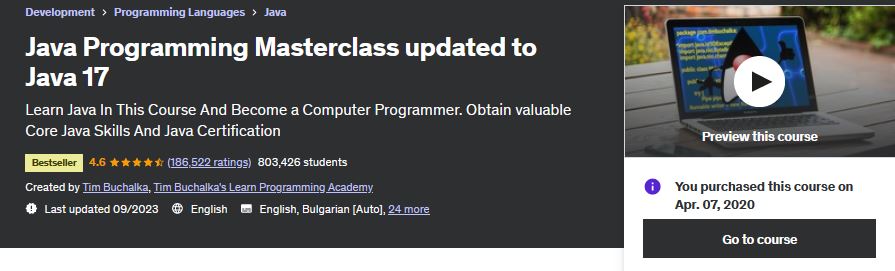 Development > Programming Languages > Java
Java Programming Masterclass updated to
Java 17
Learn Java In This Course And Become a Computer Programmer. Obtain valuable
Core Java Skills And Java Certification
Bestseller 4.6 (186,522 ratings) 803,426 students
Created by Tim Buchalka, Tim Buchalka's Learn Programming Academy
Last updated 09/2023 English English, Bulgarian [Auto], 24 more
Preview this course
You purchased this course on
Apr. 07, 2020
Go to course